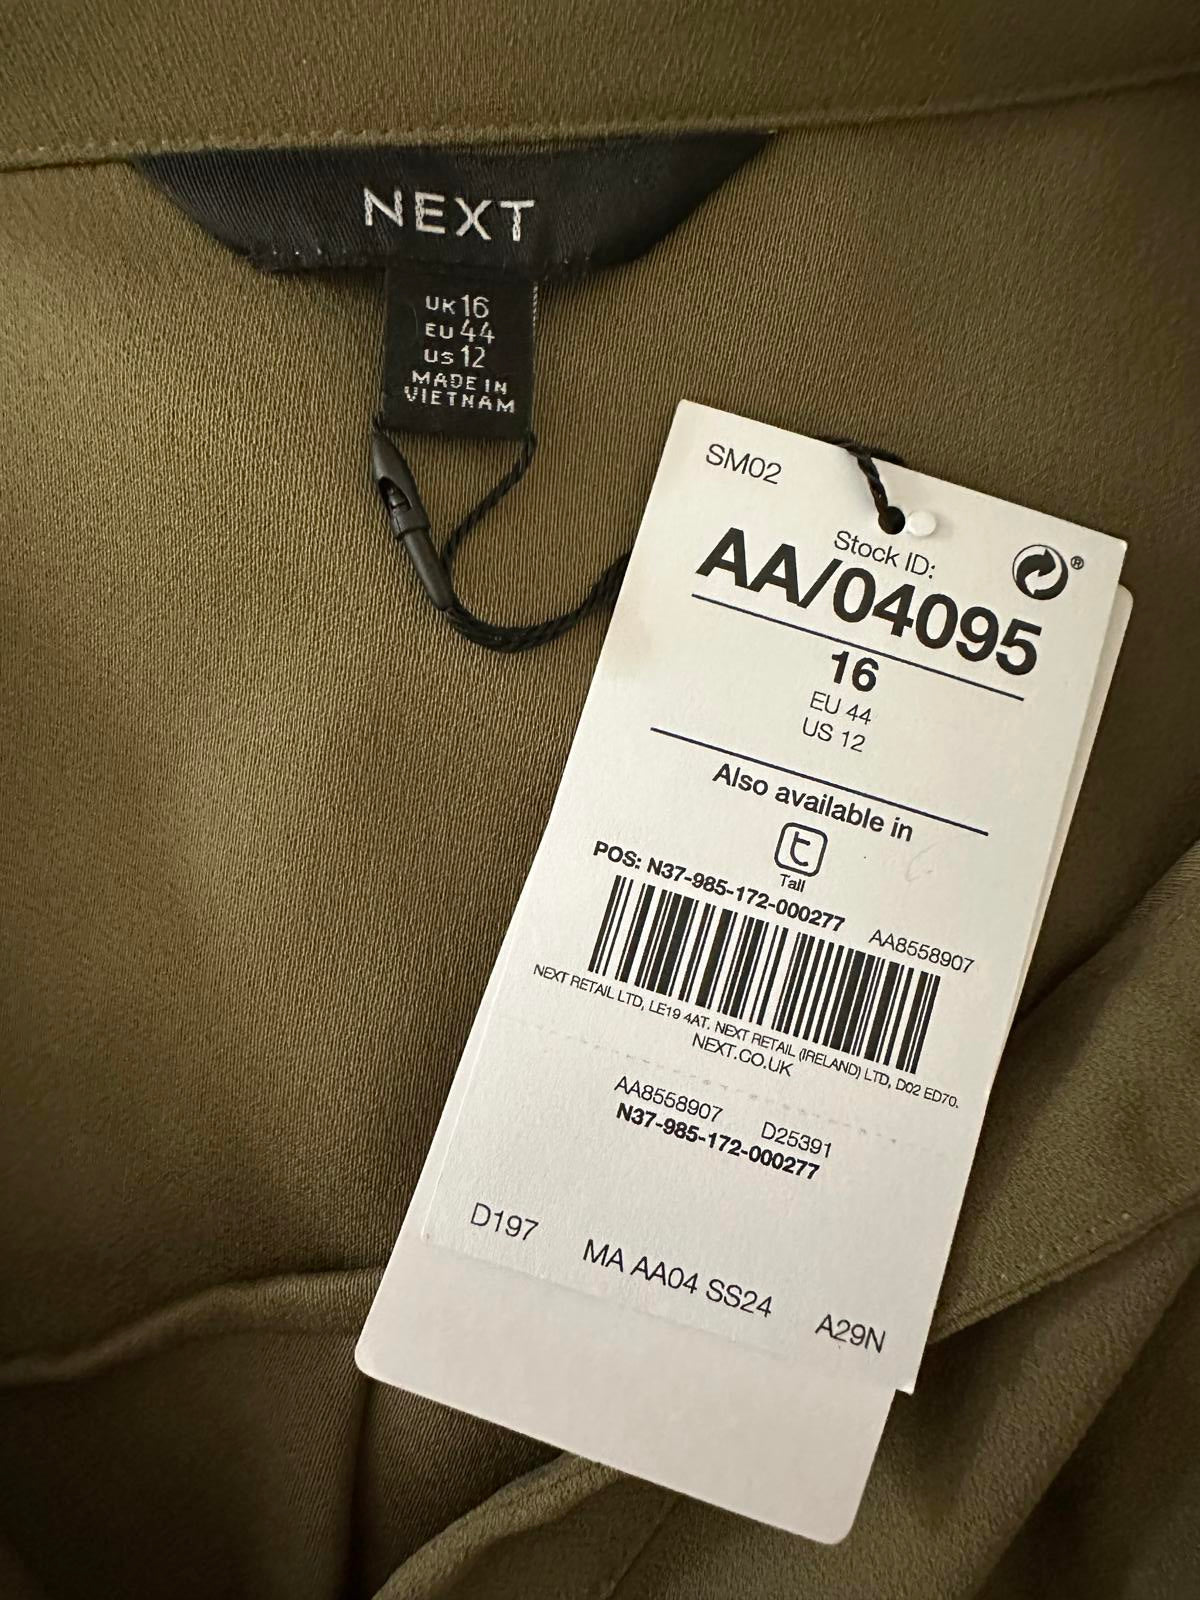 NEXT
UK 16
EU 44
US 12
MADE IN
VIETNAM
SM02
Stock ID:
®
AA/04095
16
EU 44
US 12
Also available in
t
Tall
POS: N37-985-172-000277 AA8558907
NEXT RETAIL LTD, LE19 4AT. NEXT RETAIL (IRELAND) LTD, D02 ED70.
NEXT.CO.UK
AA8558907 D25391
N37-985-172-000277
D197 MA AA04 SS24 A29N